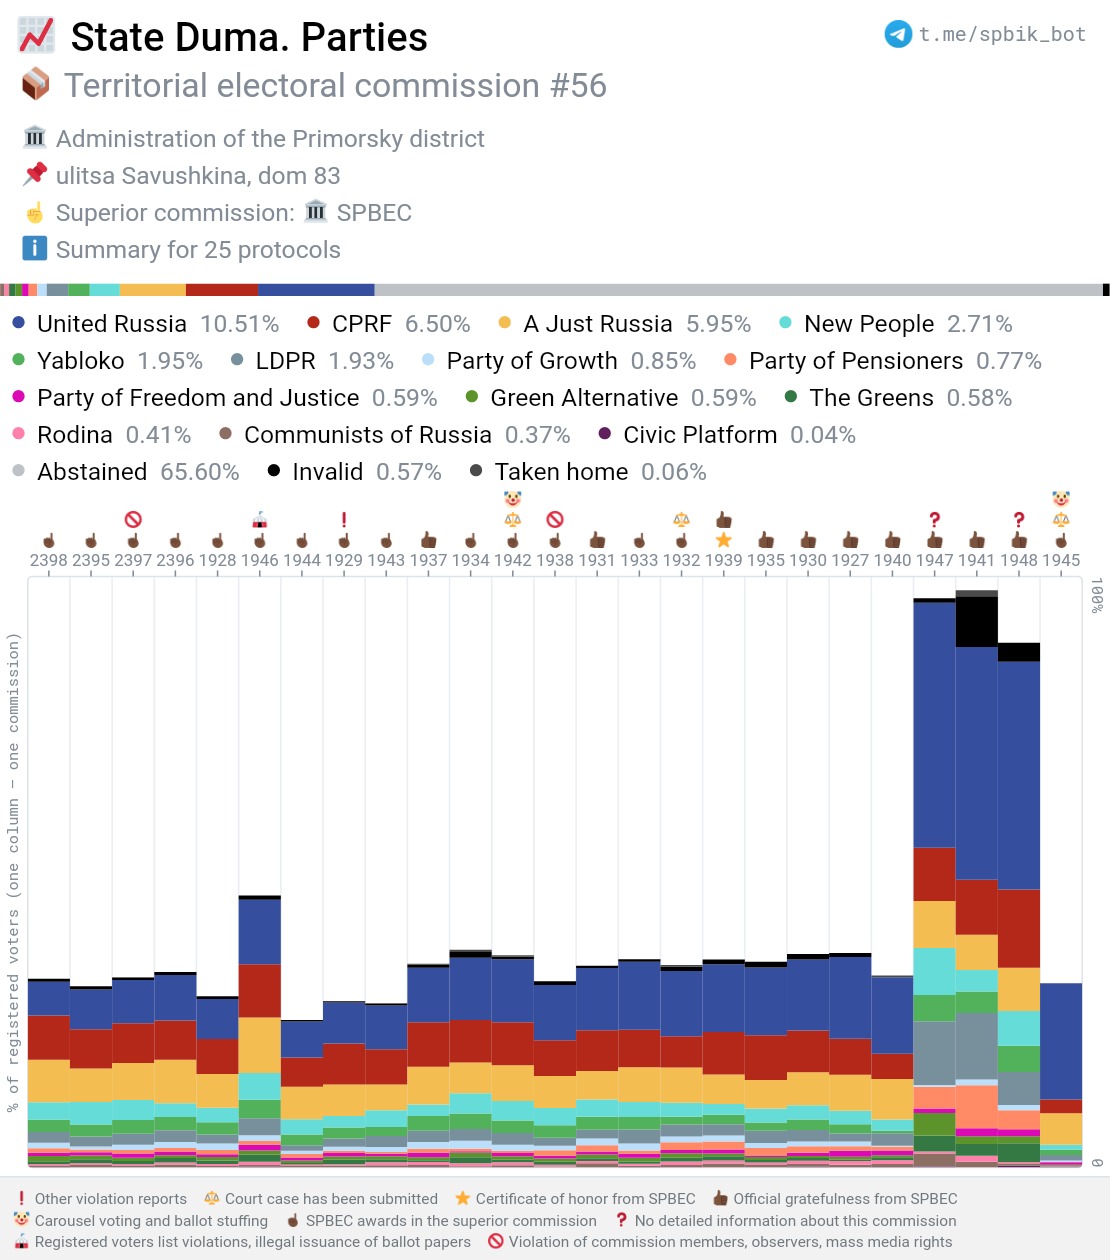 State Duma. Parties
t.me/spbik_bot
Territorial electoral commission #56
Administration of the Primorsky district
ulitsa Savushkina, dom 83
Superior commission: SPBEC
Summary for 25 protocols
United Russia 10.51% CPRF 6.50% A Just Russia 5.95% New People 2.71%
Yabloko 1.95% LDPR 1.93% Party of Growth 0.85% Party of Pensioners 0.77%
Party of Freedom and Justice 0.59% Green Alternative 0.59% The Greens 0.58%
Rodina 0.41% Communists of Russia 0.37% Civic Platform 0.04%
Abstained 65.60% Invalid 0.57% Taken home 0.06%
2398 2395 2397 2396 1928 1946 1944 1929 1943 1937 1934 1942 1938 1931 1933 1932 1939 1935 1930 1927 1940 1947 1941 1948 1945
100%
% of registered voters (one column – one commission)
0
Other violation reports Court case has been submitted Certificate of honor from SPBEC Official gratefulness from SPBEC
Carousel voting and ballot stuffing SPBEC awards in the superior commission No detailed information about this commission
Registered voters list violations, illegal issuance of ballot papers Violation of commission members, observers, mass media rights